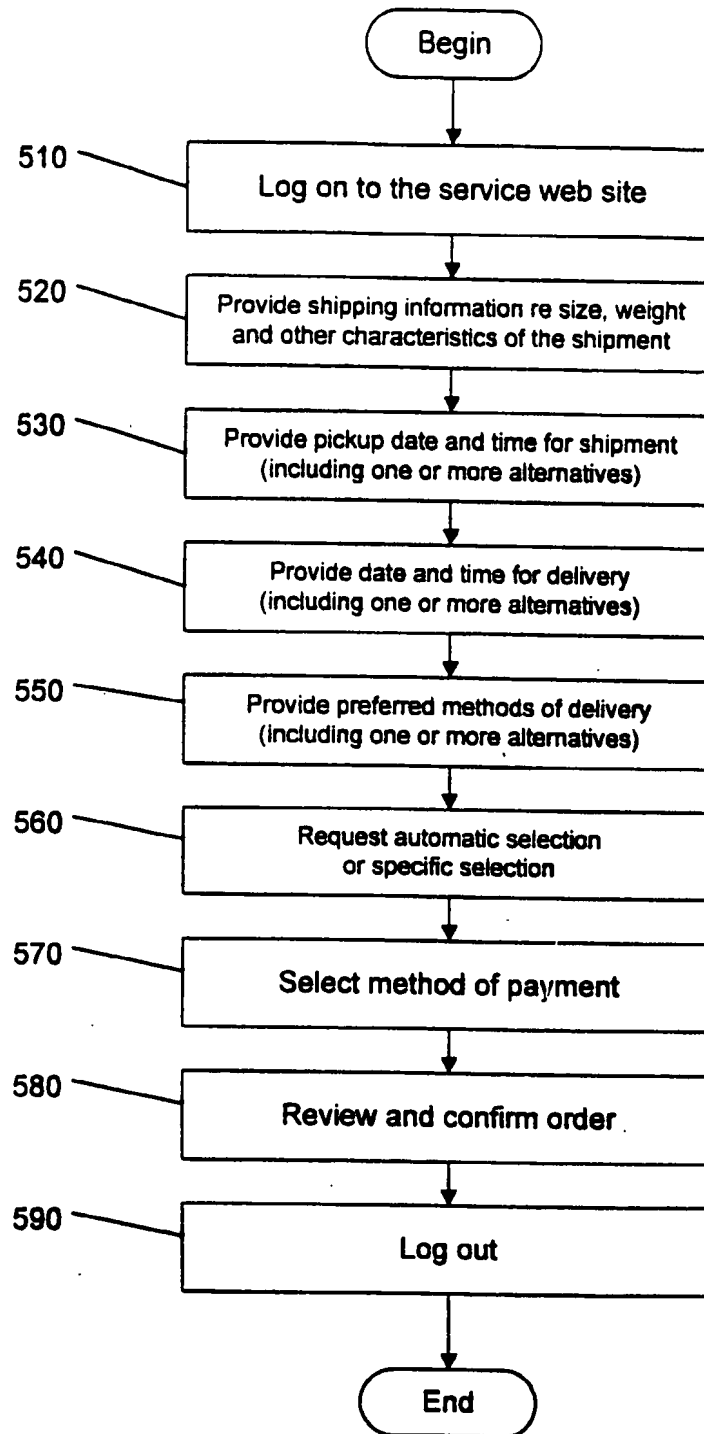 Begin
510
Log on to the service web site
520
Provide shipping information re size, weight
and other characteristics of the shipment
530
Provide pickup date and time for shipment
(including one or more alternatives)
540
Provide date and time for delivery
(including one or more alternatives)
550
Provide preferred methods of delivery
(including one or more alternatives)
560
Request automatic selection
or specific selection
570
Select method of payment
580
Review and confirm order
590
Log out
End